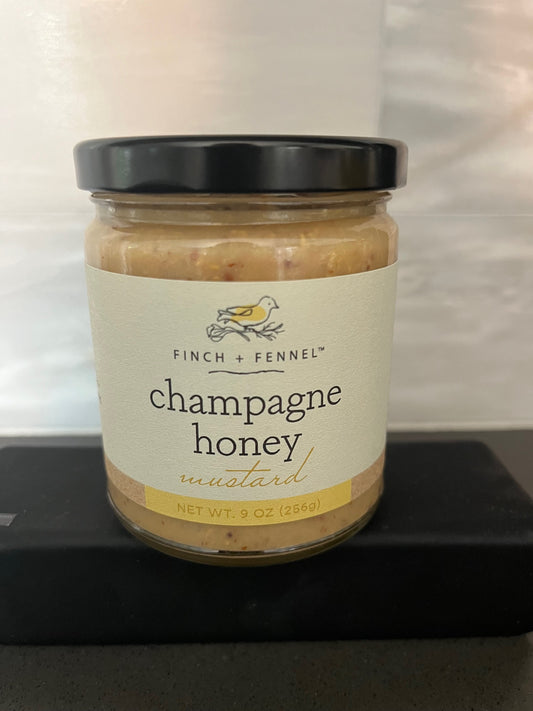 FINCH + FENNEL™
champagne
honey
mustard
NET WT. 9 OZ (256g)